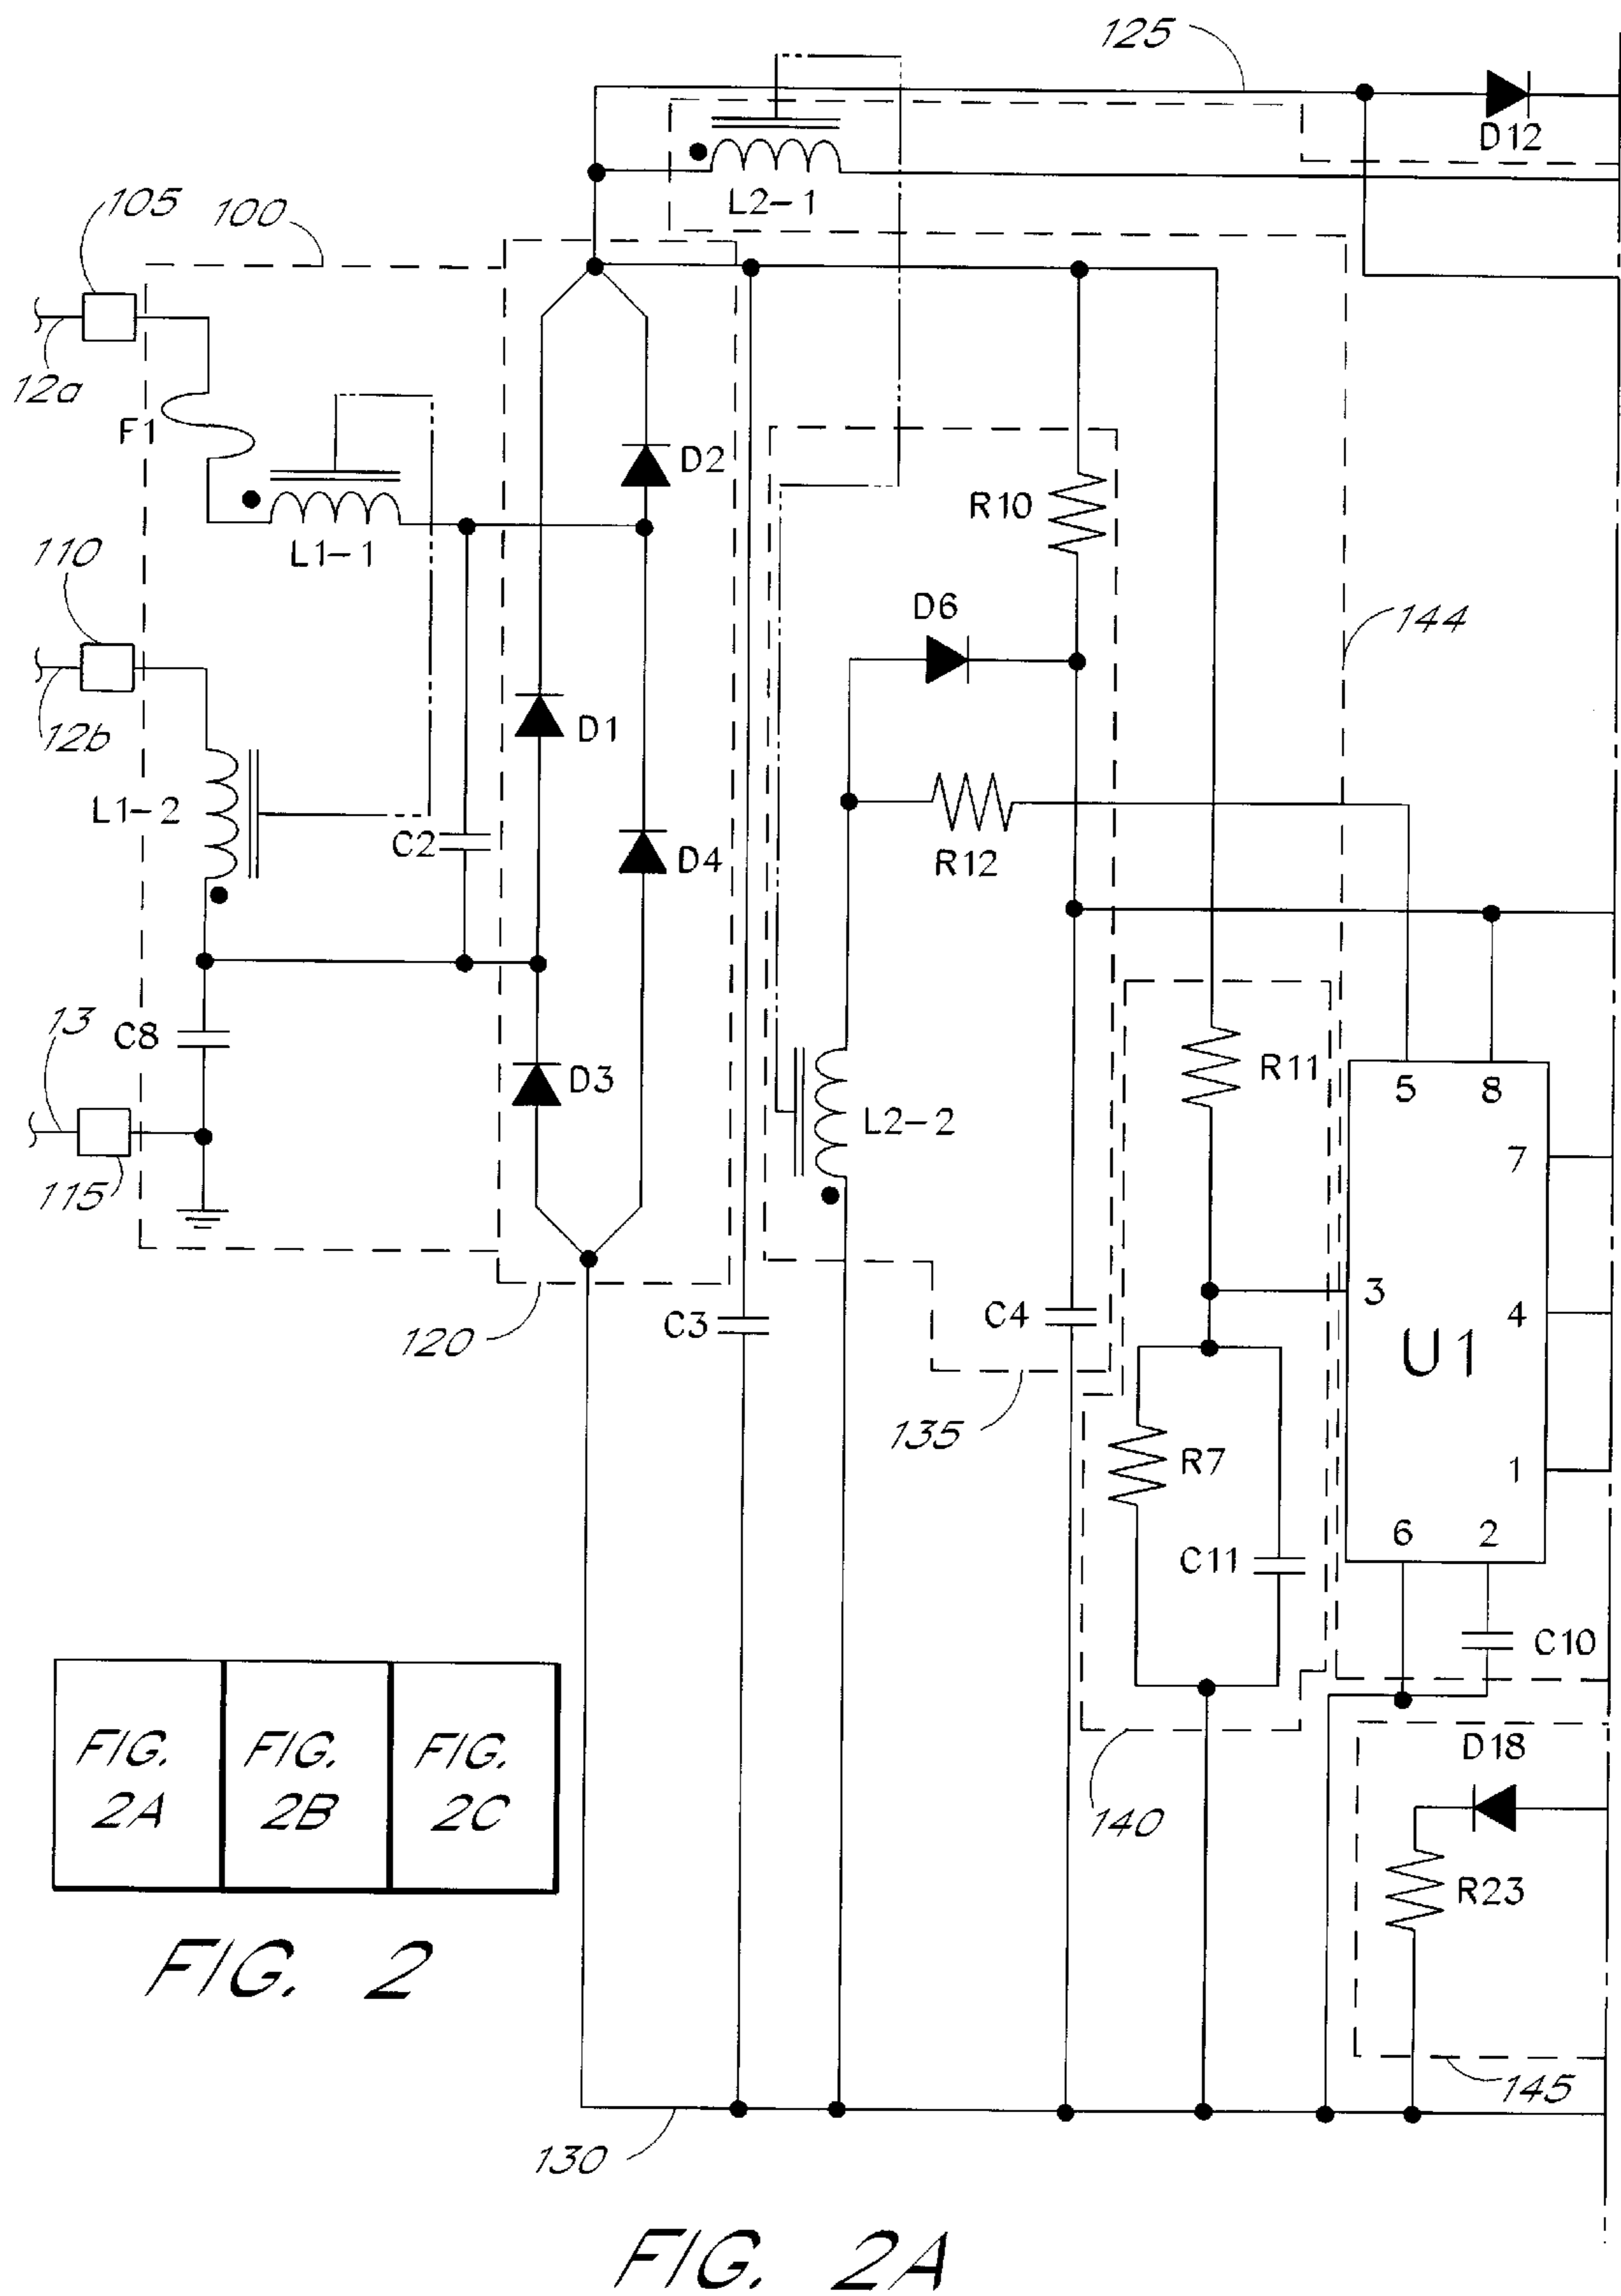 125
D12
L2-1
105
100
12a
F1
D2
R10
L1-1
110
D6
144
12b
D1
L1-2
C2
D4
R12
13
C8
D3
R11
5
8
L2-2
7
115
3
4
120
C3
C4
U1
135
R7
1
6
2
C11
C10
FIG. 2A
FIG. 2B
FIG. 2C
D18
140
R23
FIG. 2
145
130
FIG. 2A